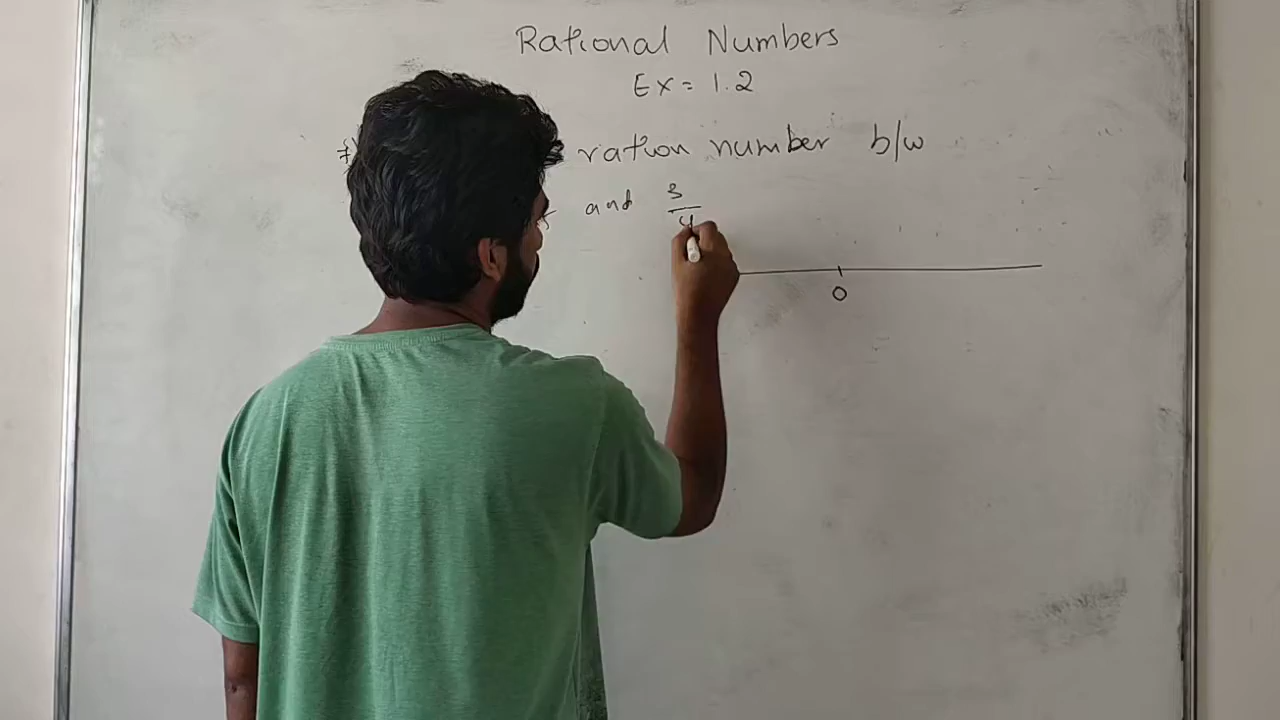 Rational Numbers
Ex = 1.2
ration number b/w
and 3/4
0